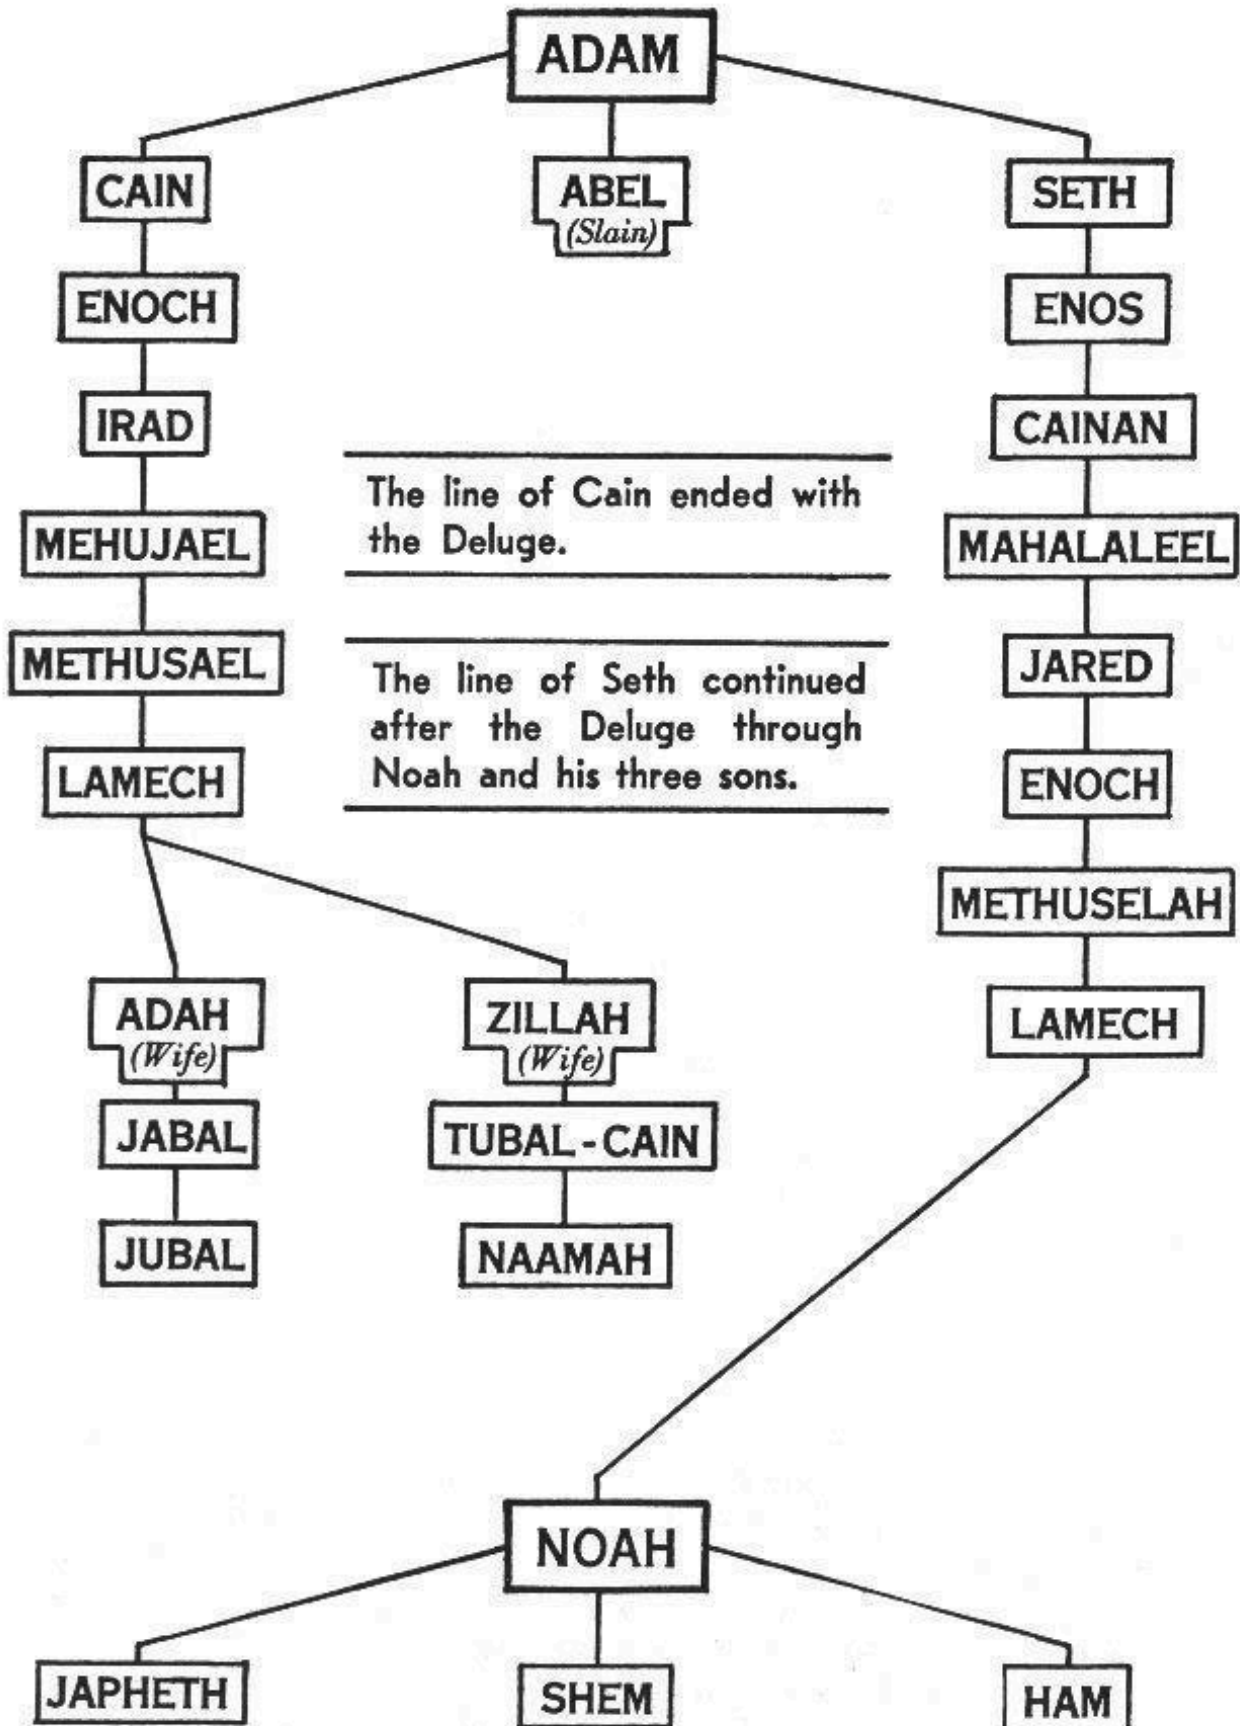 ADAM
CAIN
ABEL
(Slain)
SETH
ENOCH
ENOS
IRAD
CAINAN
The line of Cain ended with
the Deluge.
MEHUJAEL
MAHALALEEL
METHUSAEL
JARED
The line of Seth continued
after the Deluge through
Noah and his three sons.
LAMECH
ENOCH
METHUSELAH
ADAH
(Wife)
ZILLAH
(Wife)
LAMECH
JABAL
TUBAL-CAIN
JUBAL
NAAMAH
NOAH
JAPHETH
SHEM
HAM